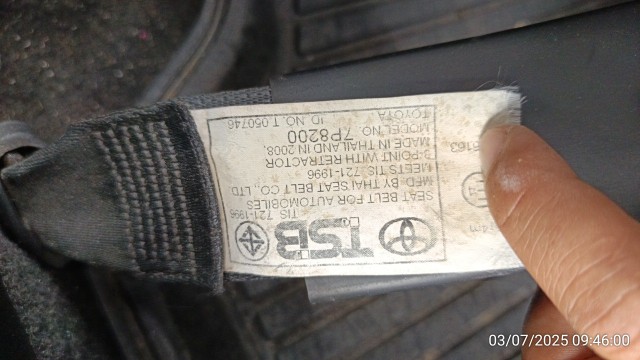 TSB
TIS 721-1996
SEAT BELT FOR AUTOMOBILES
MFD. BY THAI SEAT BELT CO., LTD
MEETS TIS. 721-1996
3-POINT WITH RETRACTOR
MADE IN THAILAND IN 2008
MODEL NO. 7P8200
TOYOTA ID NO. T.050746
E4
03/07/2025 09:46:00